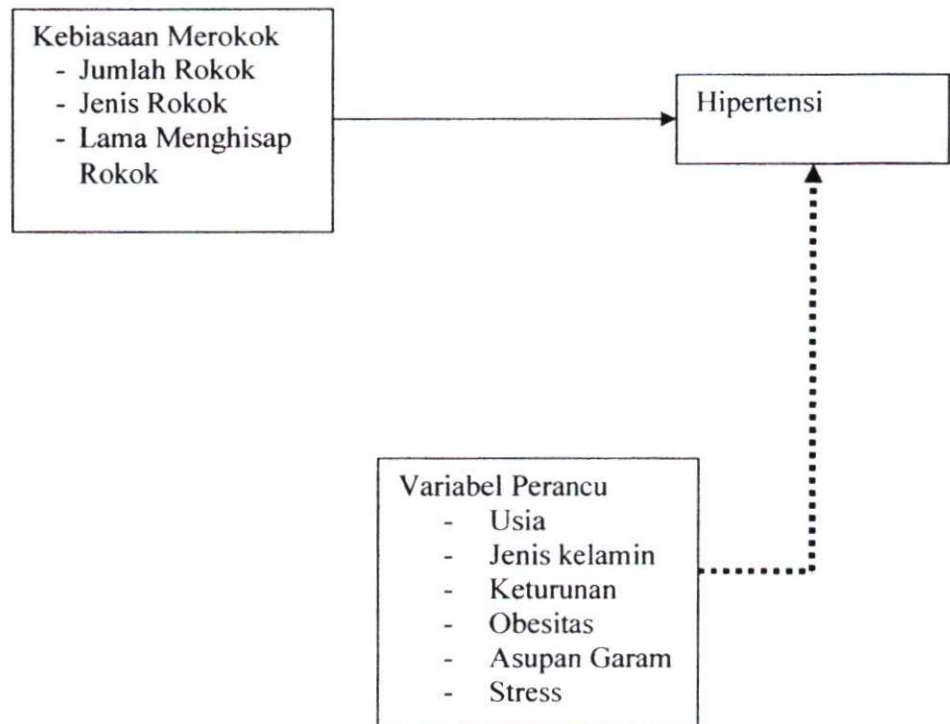 Kebiasaan Merokok
- Jumlah Rokok
- Jenis Rokok
- Lama Menghisap
Rokok
Hipertensi
Variabel Perancu
- Usia
- Jenis kelamin
- Keturunan
- Obesitas
- Asupan Garam
- Stress